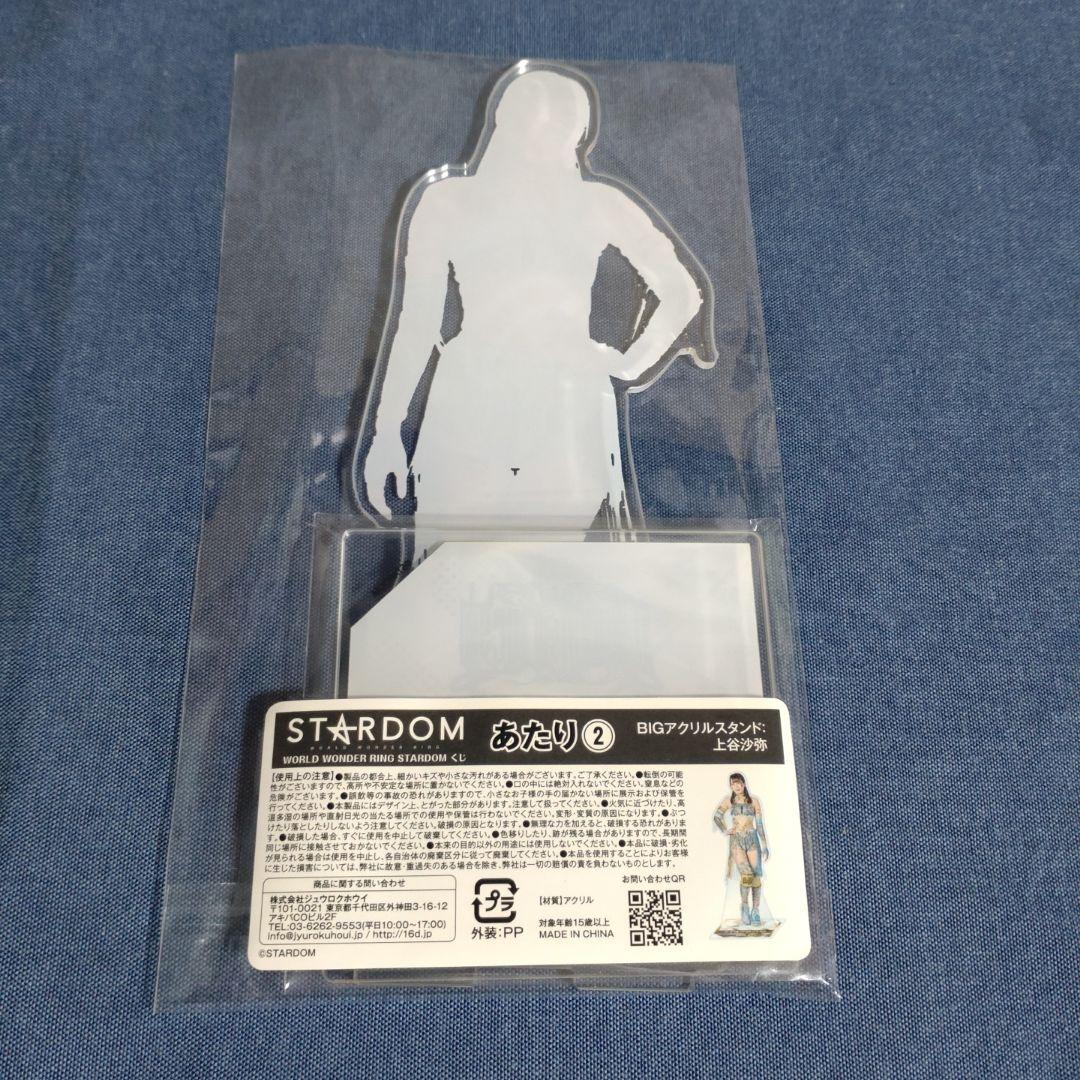 STARDOM
WORLD WONDER RING
WORLD WONDER RING STARDOM くじ
あたり②
BIGアクリルスタンド:
上谷沙弥
【使用上の注意】●製品の都合上、細かいキズや小さな汚れがある場合がございます。ご了承ください。●転倒の可能
性がございますので、高所や不安定な場所に置かないでください。●口の中には絶対入れないでください。窒息などの
危険がございます。●誤飲等の事故の恐れがありますので、小さなお子様の手の届かない場所に展示および保管を
行ってください。●本製品にはデザイン上、とがった部分があります。注意して扱ってください。●火気に近づけたり、高
温多湿の場所や直射日光の当たる場所での使用や保管は行わないでください。変形・変質の原因になります。●ぶつ
けたり落としたりしないよう注意してください。破損の原因となります。●無理な力を加えると、破損する恐れがありま
す。●破損した場合、すぐに使用を中止して破棄してください。●色移りしたり、跡が残る場合がありますので、長期間
同じ場所に接触させておかないでください。●本来の目的以外の用途には使用しないでください。●本品に破損・劣化
が見られる場合は使用を中止し、各自治体の廃棄区分に従って廃棄してください。●本品を使用することによりお客様
に生じた損害については、弊社に故意・重過失のある場合を除き、弊社は一切の賠償の責を負わないものとします。
商品に関する問い合わせ
株式会社ジュウロクホウイ
〒101-0021 東京都千代田区外神田3-16-12
アキバCOビル2F
TEL:03-6262-9553(平日10:00~17:00)
info@jyurokuhoui.jp / http://16d.jp
©STARDOM
プラ
外装:PP
【材質】アクリル
対象年齢15歳以上
MADE IN CHINA
お問い合わせQR